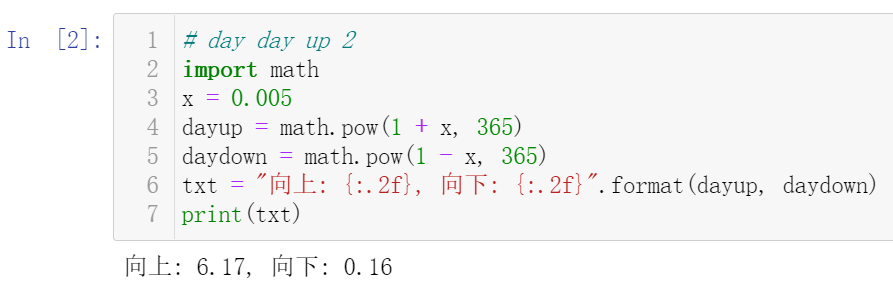 In [2]:
1 # day day up 2
2 import math
3 x = 0.005
4 dayup = math.pow(1 + x, 365)
5 daydown = math.pow(1 - x, 365)
6 txt = "向上: {:.2f}, 向下: {:.2f}".format(dayup, daydown)
7 print(txt)
向上: 6.17, 向下: 0.16